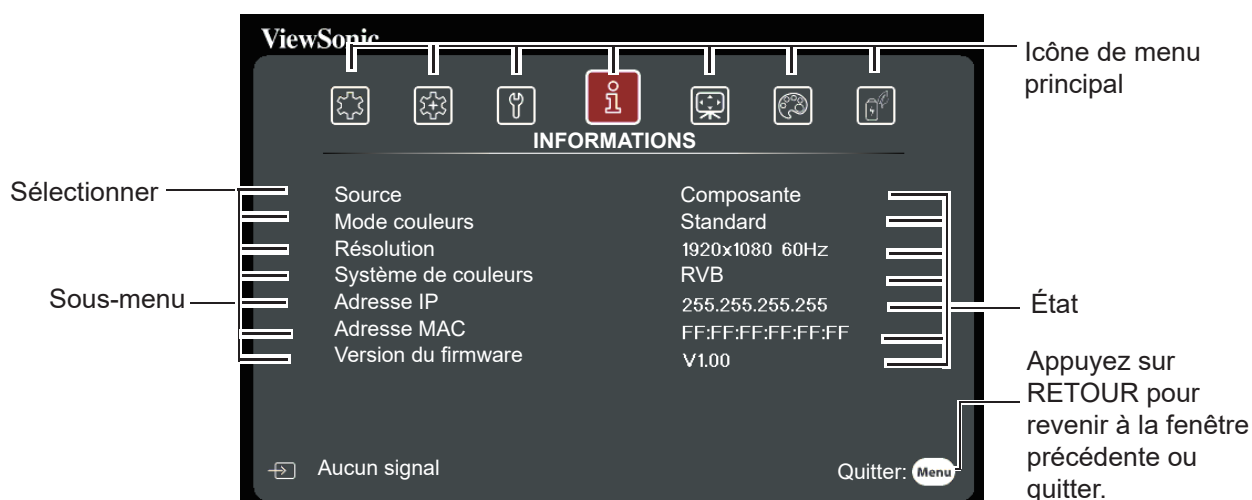 ViewSonic
Icône de menu
principal
INFORMATIONS
Sélectionner
Source Composante
Mode couleurs Standard
Résolution 1920x1080 60Hz
Système de couleurs RVB
Sous-menu
Adresse IP 255.255.255.255
État
Adresse MAC FF:FF:FF:FF:FF:FF
Version du firmware V1.00
Appuyez sur
RETOUR pour
revenir à la fenêtre
précédente ou
quitter.
Aucun signal
Quitter: Menu